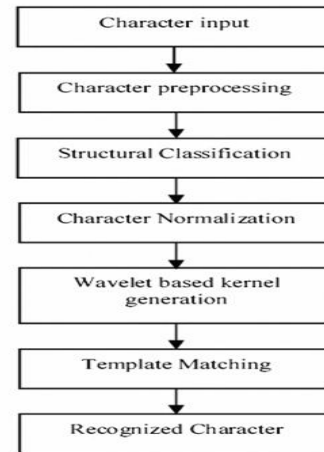 Character input
Character preprocessing
Structural Classification
Character Normalization
Wavelet based kernel
generation
Template Matching
Recognized Character